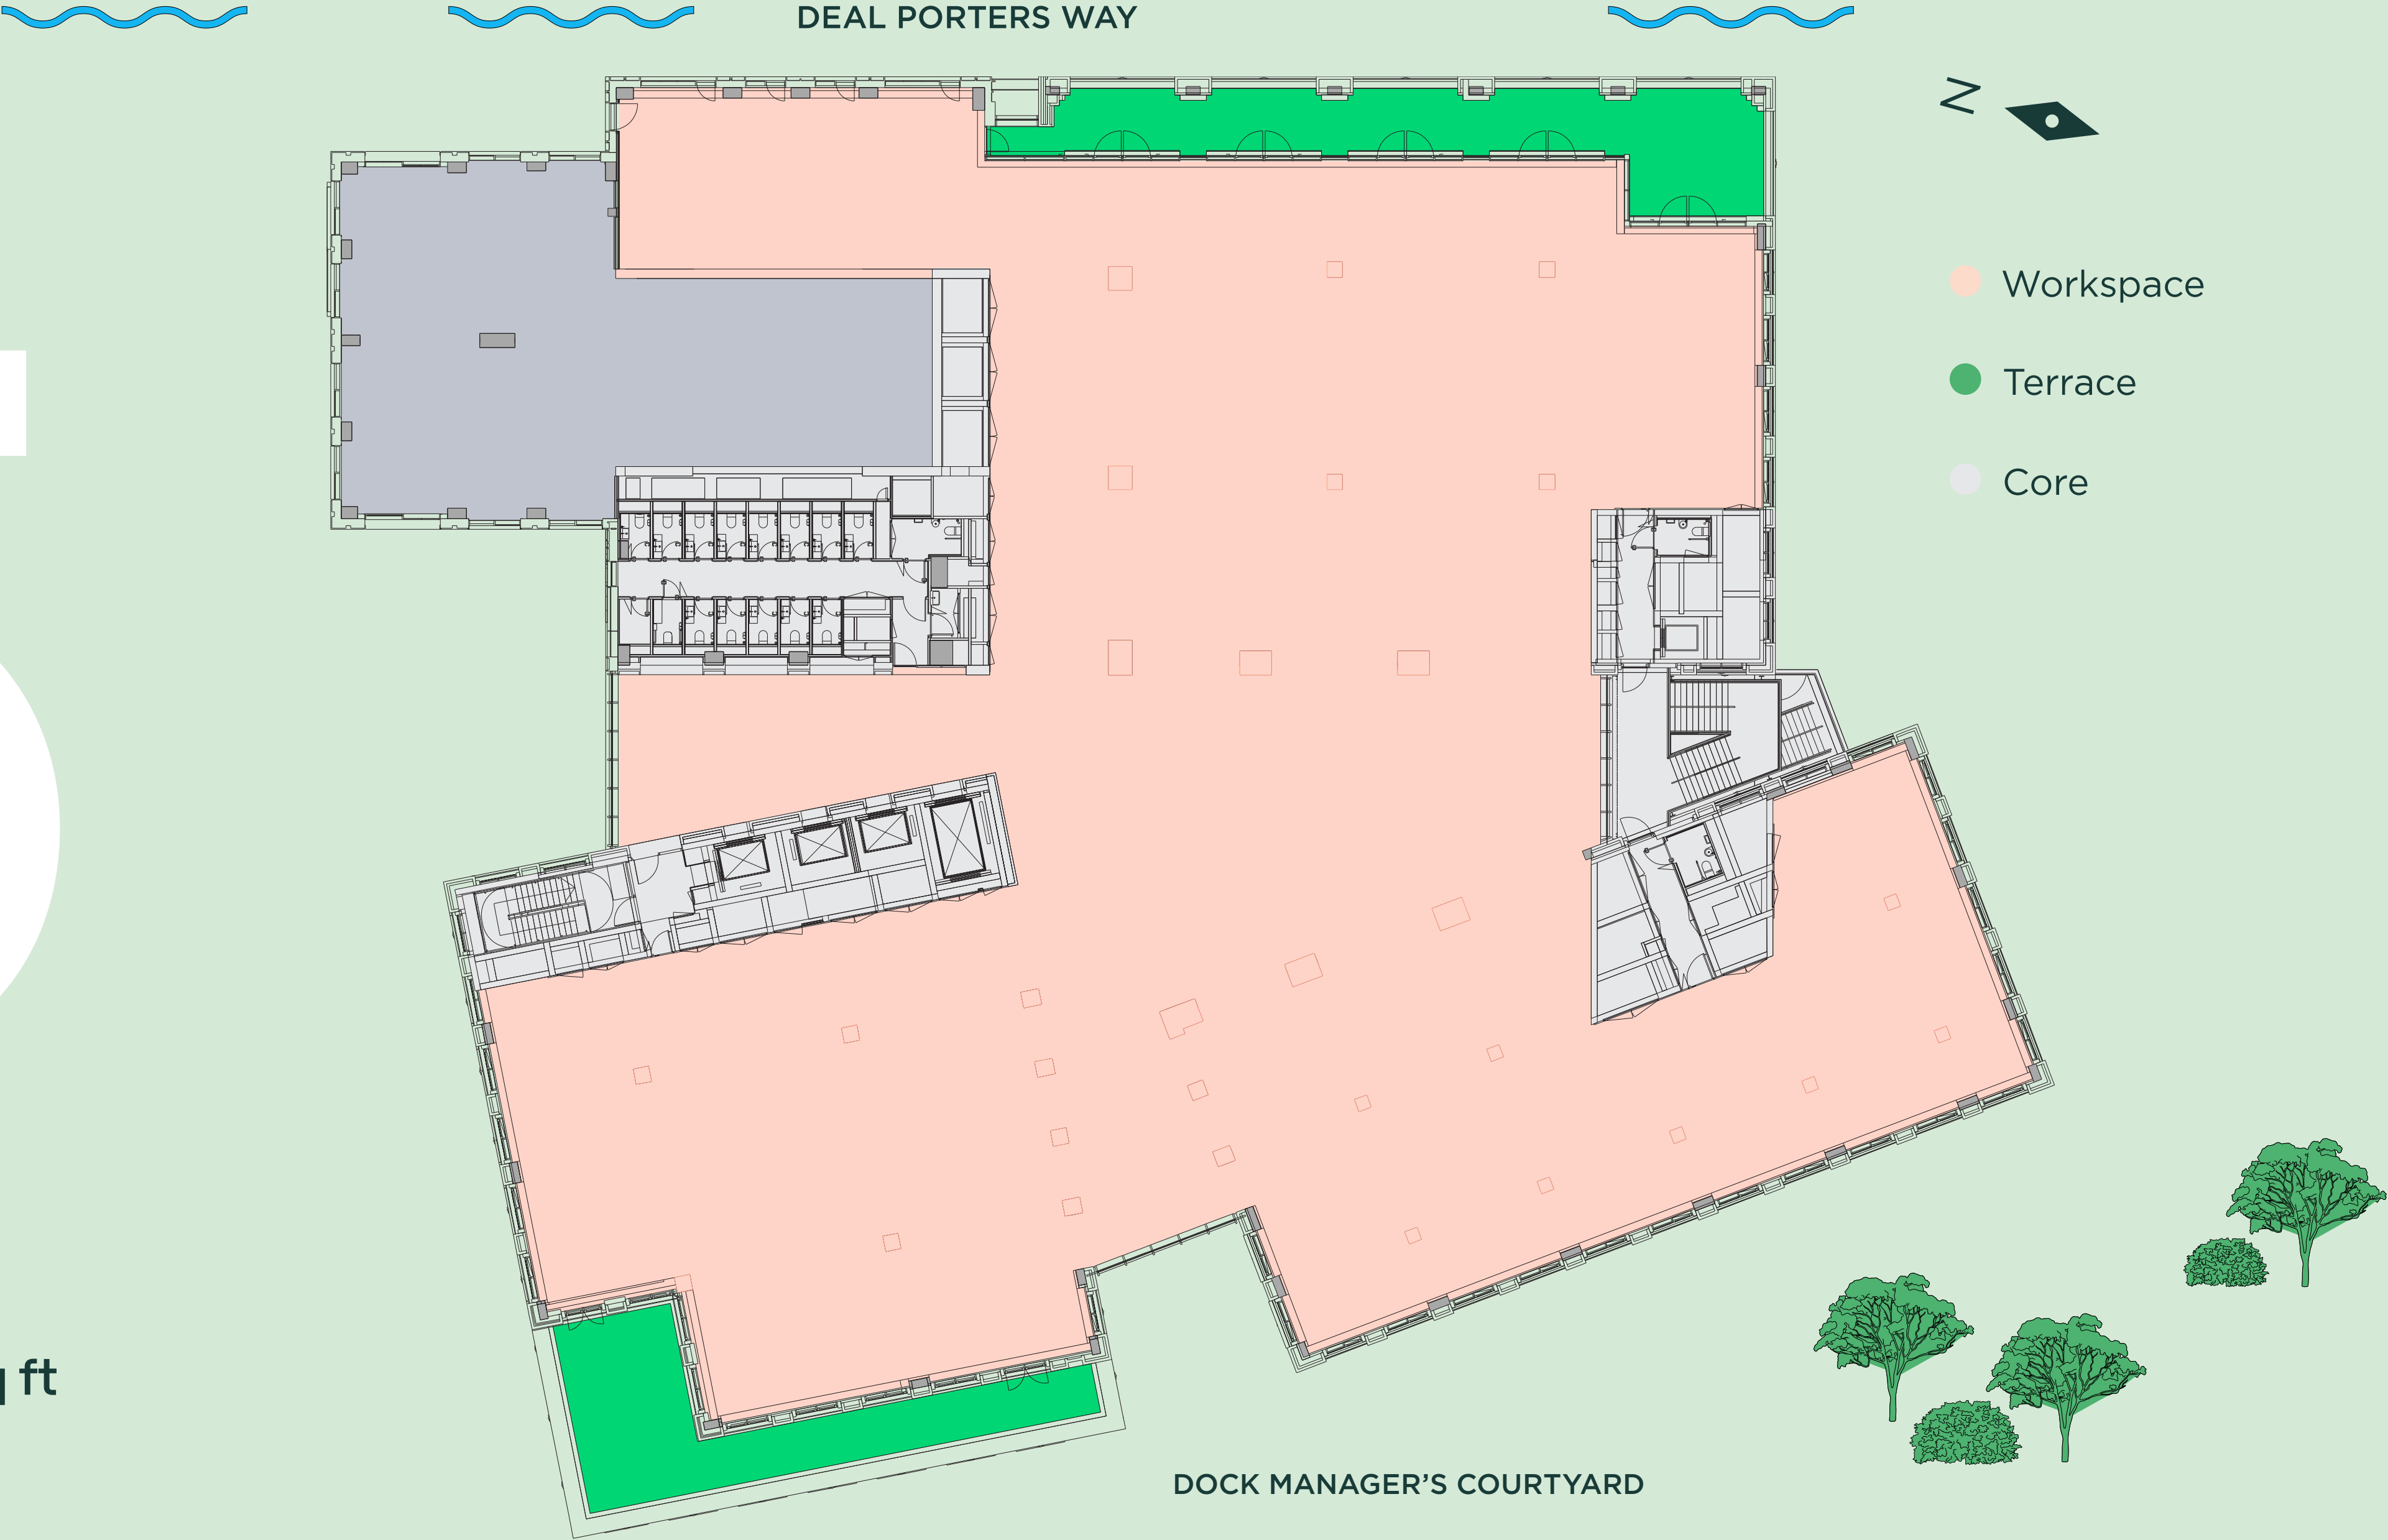 DEAL PORTERS WAY
N
Workspace
Terrace
Core
ft
DOCK MANAGER’S COURTYARD